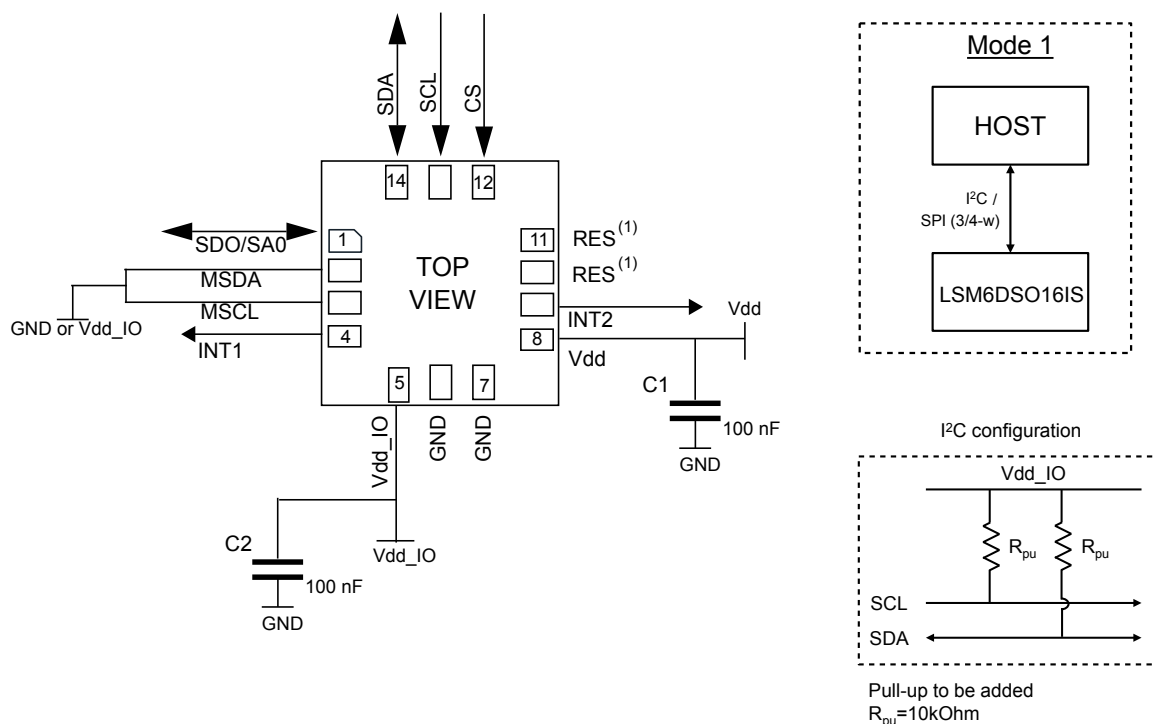 SDA
SCL
CS
14
12
SDO/SA0
1
11
RES(1)
MSDA
TOP
VIEW
RES(1)
MSCL
GND or Vdd_IO
INT1
4
INT2
Vdd
8
Vdd
5
7
C1
100 nF
GND
Vdd_IO
GND
GND
C2
100 nF
GND
Vdd_IO
Mode 1
HOST
I²C /
SPI (3/4-w)
LSM6DSO16IS
I²C configuration
Vdd_IO
Rpu
Rpu
SCL
SDA
Pull-up to be added
Rpu=10kOhm